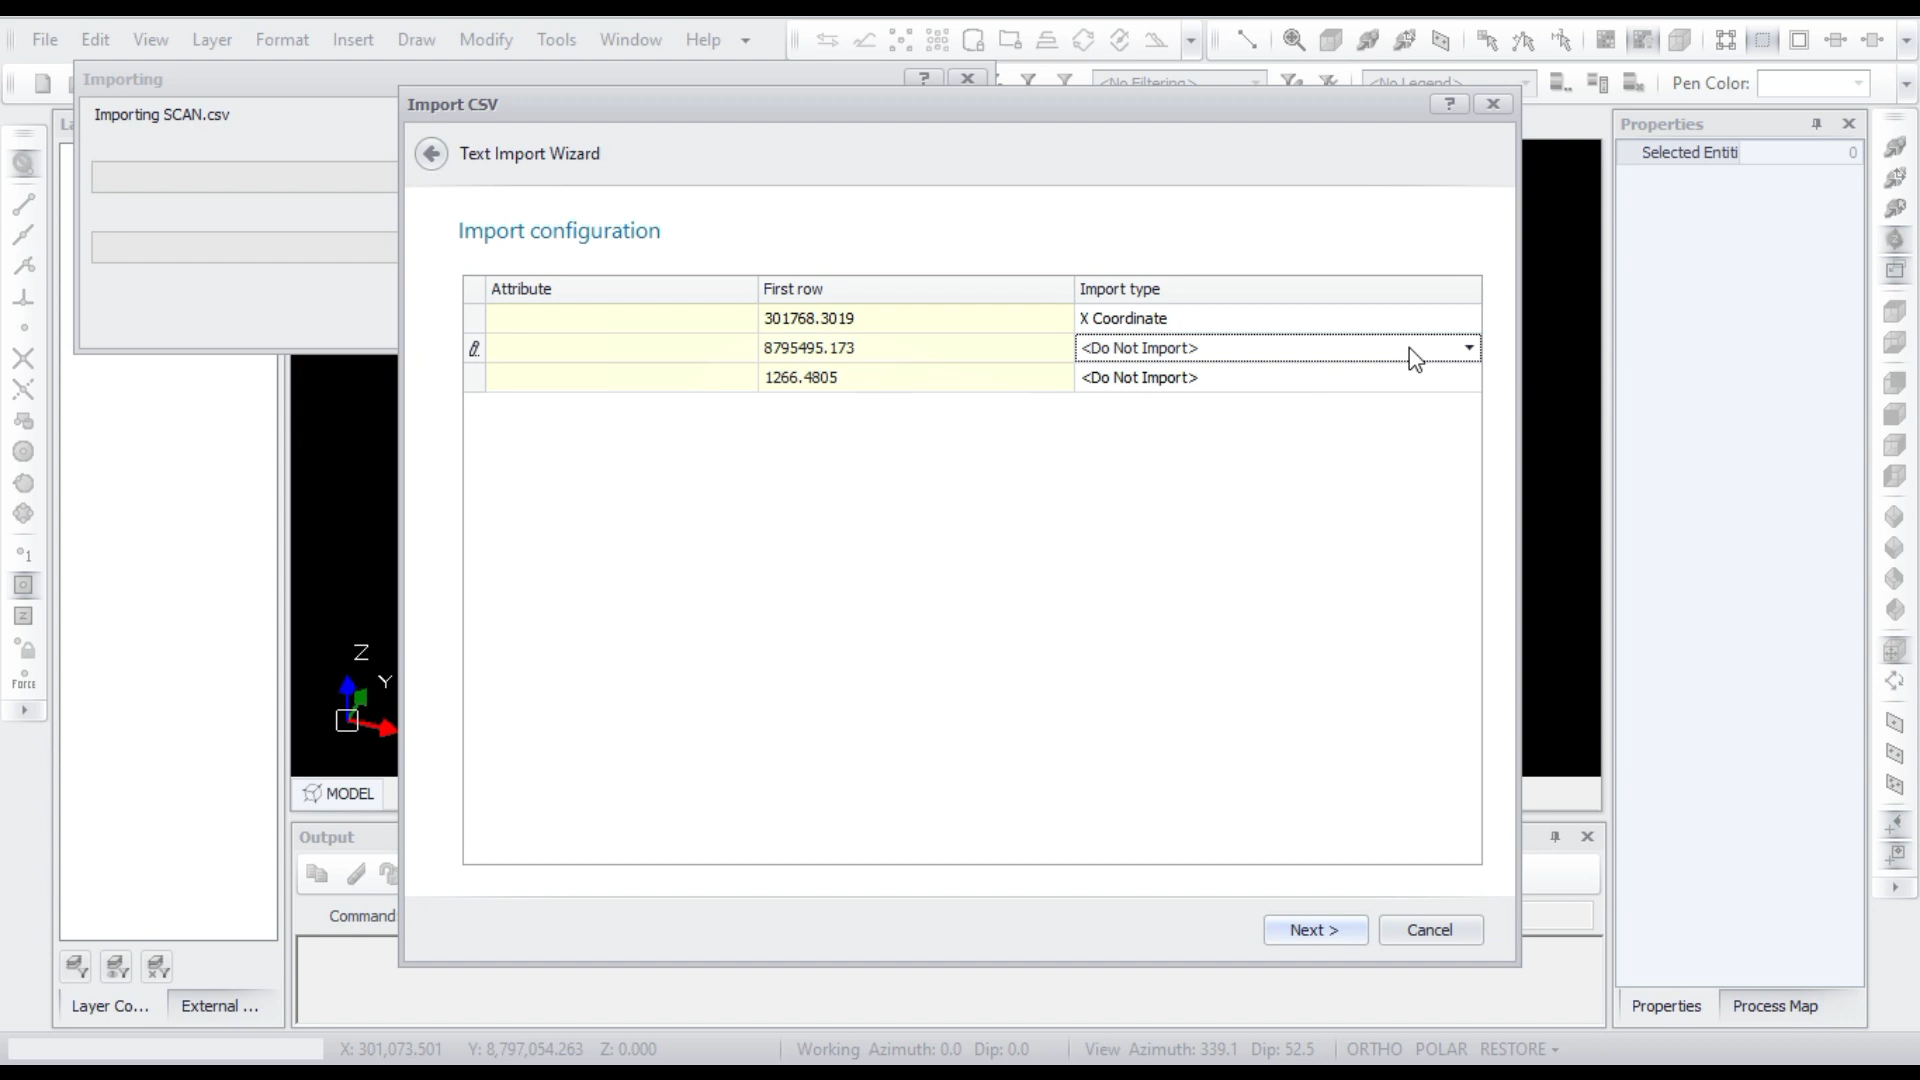 File Edit View Layer Format Insert Draw Modify Tools Window Help
Importing
<No Filtering> <No Legend> Pen Color:
Importing SCAN.csv
Import CSV
Text Import Wizard
Import configuration
Attribute First row Import type
301768.3019 X Coordinate
8795495.173 <Do Not Import>
1266.4805 <Do Not Import>
Next > Cancel
Properties
Selected Entiti 0
1
Z
Force
Z
Y
MODEL
Output
Command
Layer Co... External ...
Properties Process Map
X: 301,073.501 Y: 8,797,054.263 Z: 0.000 Working Azimuth: 0.0 Dip: 0.0 View Azimuth: 339.1 Dip: 52.5 ORTHO POLAR RESTORE